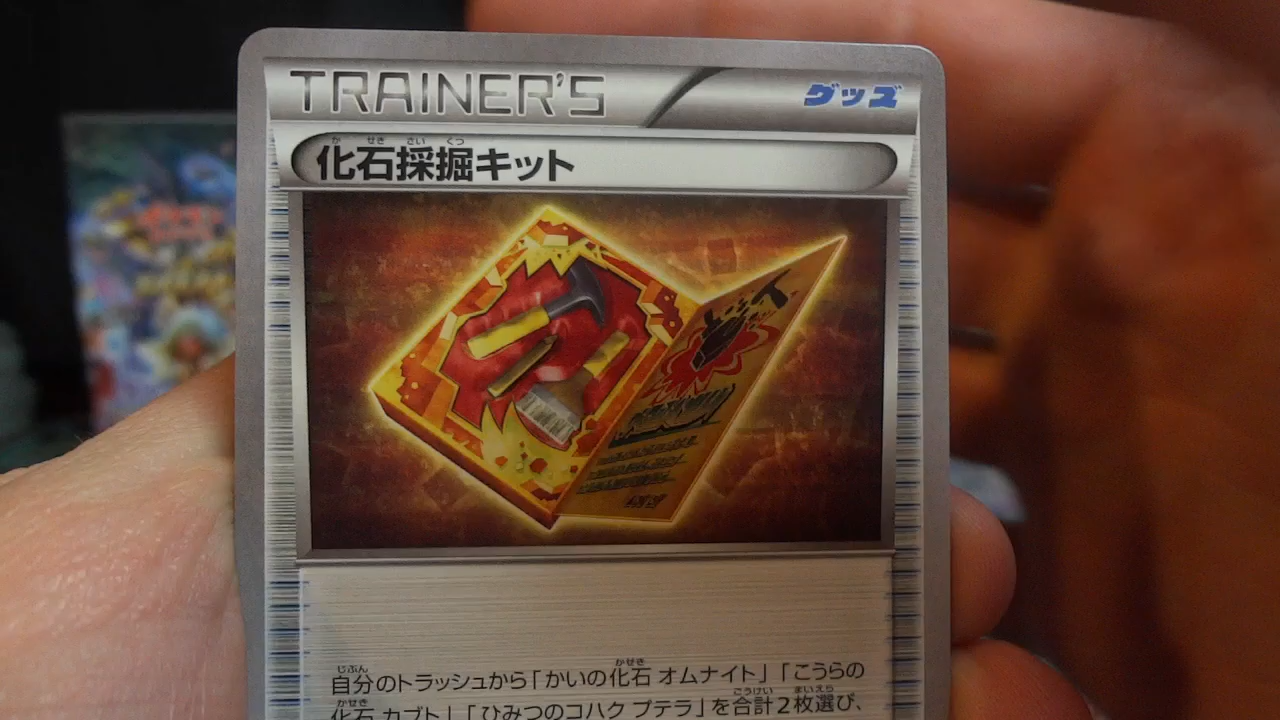 TRAINER'S
グッズ
かせきさいくつ
化石採掘キット
じぶん かせき
自分のトラッシュから「かいの化石 オムナイト」「こうらの
かせき ごうけい まいえら
化石 カブト」「ひみつのコハク プテラ」を合計2枚選び、